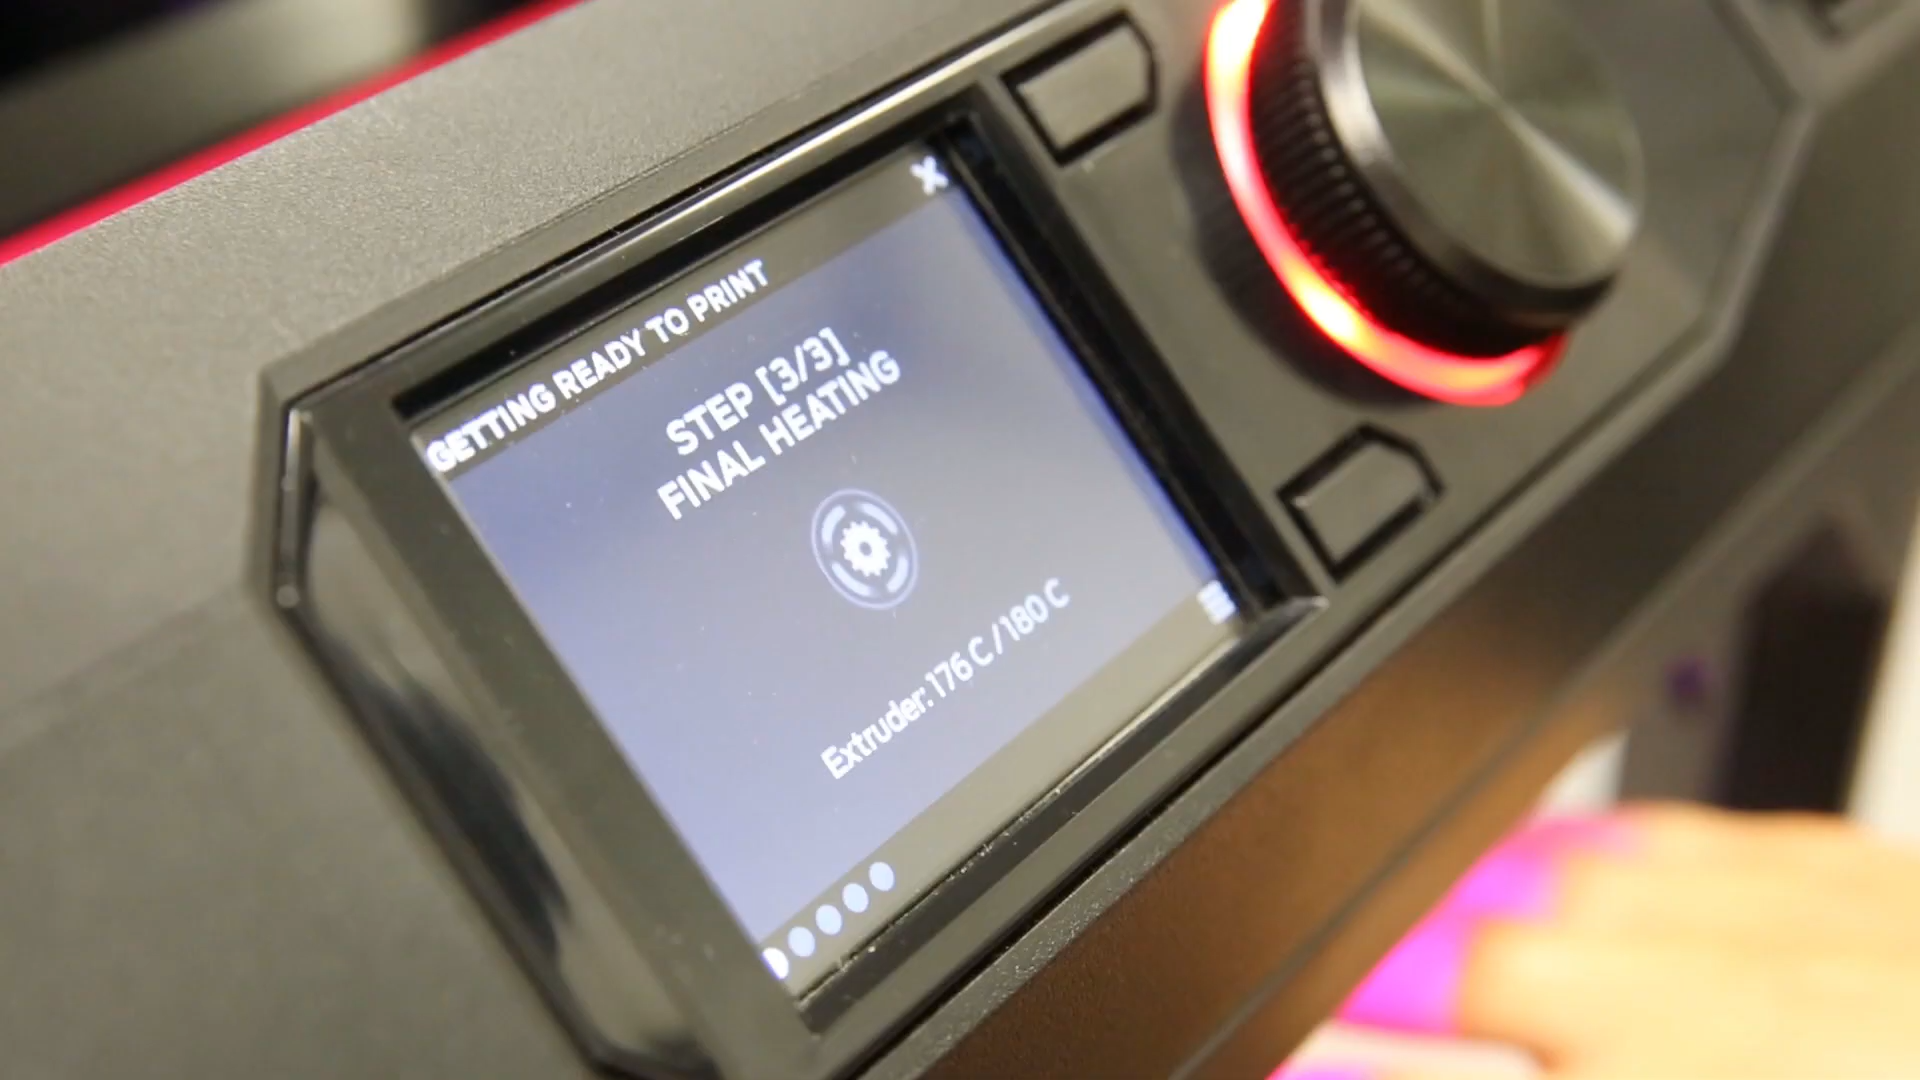 GETTING READY TO PRINT
STEP [3/3]
FINAL HEATING
Extruder: 176 C / 180 C